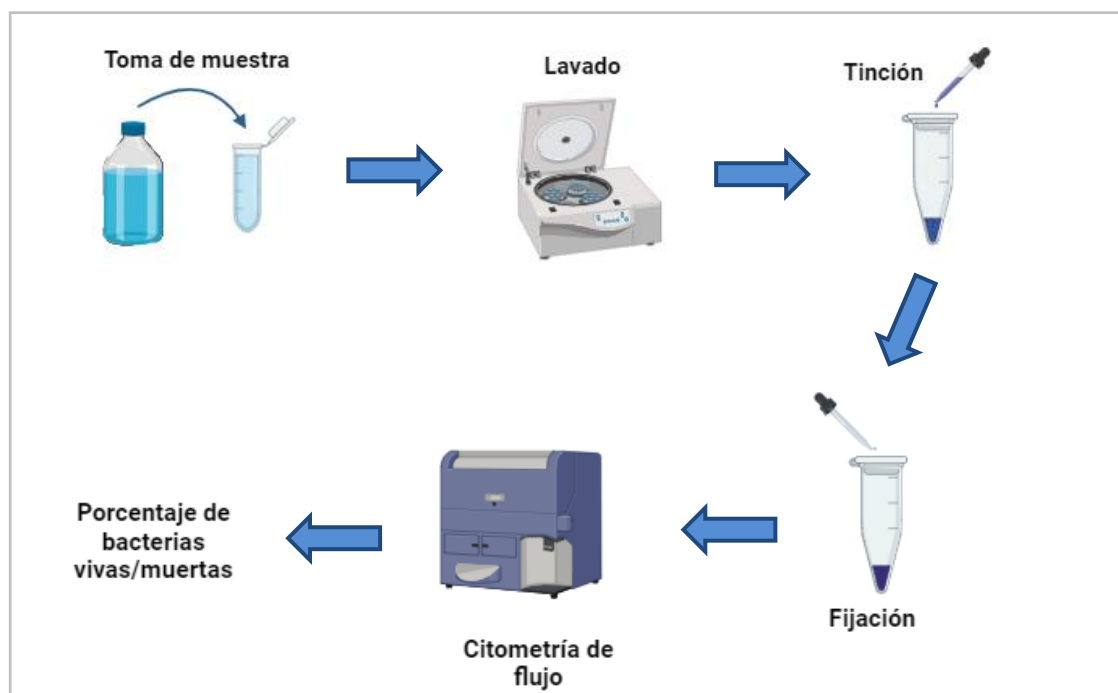 Toma de muestra
Lavado
Tinción
Fijación
Citometría de
flujo
Porcentaje de
bacterias
vivas/muertas